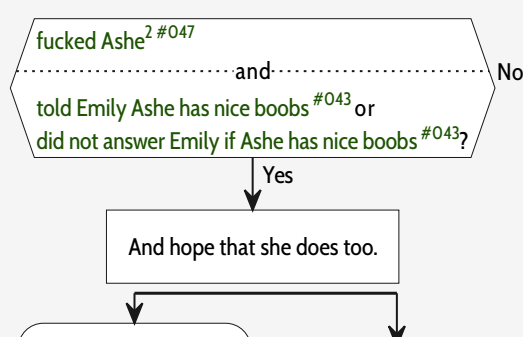 fucked Ashe2 #047
and
No
told Emily Ashe has nice boobs #043 or
did not answer Emily if Ashe has nice boobs #043?
Yes
And hope that she does too.